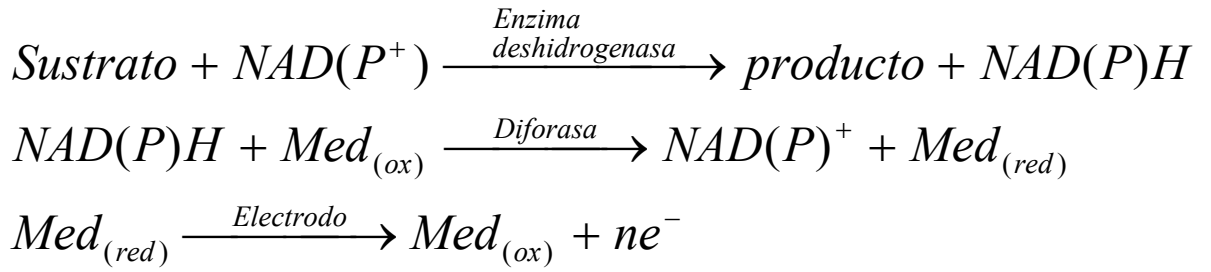 Enzima
deshidrogenasa
Sustrato + NAD(P⁺) ⟶ producto + NAD(P)H
Diforasa
NAD(P)H + Med₍ox₎ ⟶ NAD(P)⁺ + Med₍red₎
Electrodo
Med₍red₎ ⟶ Med₍ox₎ + ne⁻